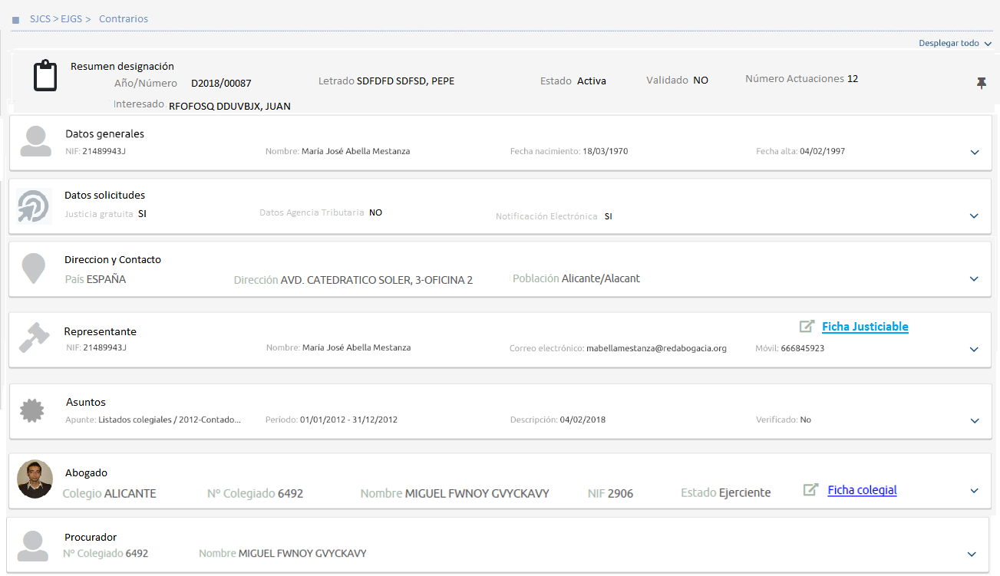 SJCS > EJGS > Contrarios
Desplegar todo
Resumen designación
Año/Número D2018/00087 Letrado SDFDFD SDFSD, PEPE Estado Activa Validado NO Número Actuaciones 12
Interesado RFOFOSQ DDUVBJX, JUAN
Datos generales
NIF: 21489943J Nombre: María José Abella Mestanza Fecha nacimiento: 18/03/1970 Fecha alta: 04/02/1997
Datos solicitudes
Justicia gratuita SI Datos Agencia Tributaria NO Notificación Electrónica SI
Direccion y Contacto
País ESPAÑA Dirección AVD. CATEDRATICO SOLER, 3-OFICINA 2 Población Alicante/Alacant
Representante Ficha Justiciable
NIF: 21489943J Nombre: María José Abella Mestanza Correo electrónico: mabellamestanza@redabogacia.org Móvil: 666845923
Asuntos
Apunte: Listados colegiales / 2012-Contado... Período: 01/01/2012 - 31/12/2012 Descripción: 04/02/2018 Verificado: No
Abogado
Colegio ALICANTE Nº Colegiado 6492 Nombre MIGUEL FWNOY GVYCKAVY NIF 2906 Estado Ejerciente Ficha colegial
Procurador
Nº Colegiado 6492 Nombre MIGUEL FWNOY GVYCKAVY